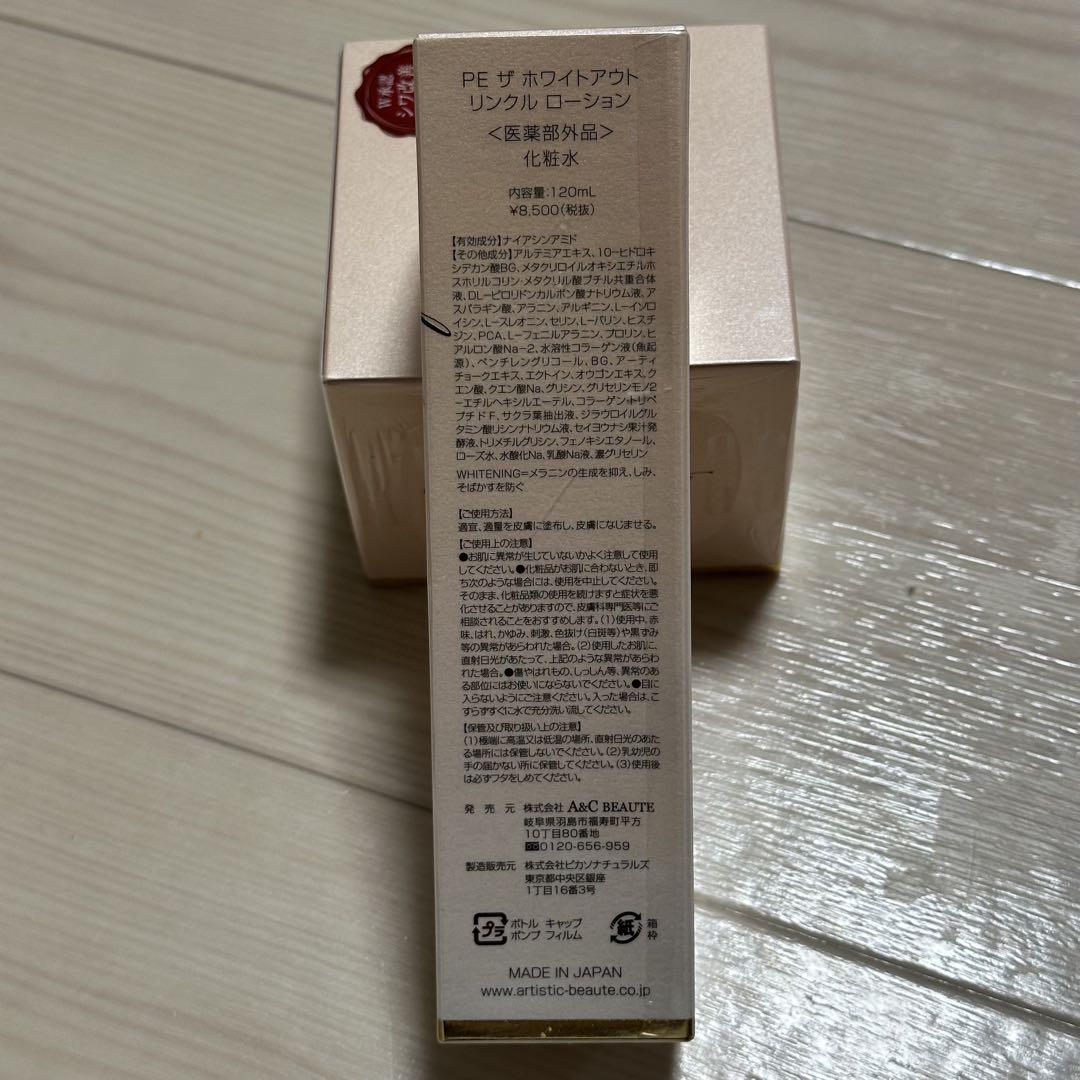 W承認
シワ改善
PE ザ ホワイトアウト
リンクル ローション
＜医薬部外品＞
化粧水
内容量:120mL
¥8,500(税抜)
【有効成分】ナイアシンアミド
【その他成分】アルテミアエキス、10-ヒドロキ
シデカン酸BG、メタクリロイルオキシエチルホ
スホリルコリン・メタクリル酸ブチル共重合体
液、DL-ピロリドンカルボン酸ナトリウム液、ア
スパラギン酸、アラニン、アルギニン、L-イソロ
イシン、L-スレオニン、セリン、L-バリン、ヒスチ
ジン、PCA、L-フェニルアラニン、プロリン、ヒ
アルロン酸Na-2、水溶性コラーゲン液(魚起
源)、ペンチレングリコール、BG、アーティ
チョークエキス、エクトイン、オウゴンエキス、ク
エン酸、クエン酸Na、グリシン、グリセリンモノ2
-エチルヘキシルエーテル、コラーゲン・トリペ
プチド F、サクラ葉抽出液、ジラウロイルグル
タミン酸リシンナトリウム液、セイヨウナシ果汁発
酵液、トリメチルグリシン、フェノキシエタノール、
ローズ水、水酸化Na、乳酸Na液、濃グリセリン
WHITENING=メラニンの生成を抑え、しみ、
そばかすを防ぐ
【ご使用方法】
適宜、適量を皮膚に塗布し、皮膚になじませる。
【ご使用上の注意】
●お肌に異常が生じていないかよく注意して使用
してください。●化粧品がお肌に合わないとき、即
ち次のような場合には、使用を中止してください。
そのまま、化粧品類の使用を続けますと症状を悪
化させることがありますので、皮膚科専門医等にご
相談されることをおすすめします。(1)使用中、赤
味、はれ、かゆみ、刺激、色抜け(白斑等)や黒ずみ
等の異常があらわれた場合。(2)使用したお肌に、
直射日光があたって、上記のような異常があらわ
れた場合。●傷やはれもの、しっしん等、異常のあ
る部位にはお使いにならないでください。●目に
入らないようにご注意ください。入った場合は、こ
すらずすぐに水で充分洗い流してください。
【保管及び取り扱い上の注意】
(1)極端に高温又は低温の場所、直射日光のあた
る場所には保管しないでください。(2)乳幼児の
手の届かない所に保管してください。(3)使用後
は必ずフタをしめてください。
発売元 株式会社 A&C BEAUTE
岐阜県羽島市福寿町平方
10丁目80番地
0120-656-959
製造販売元 株式会社ピカソナチュラルズ
東京都中央区銀座
1丁目16番3号
プラ ボトル キャップ
ポンプ フィルム
紙 箱
枠
MADE IN JAPAN
www.artistic-beaute.co.jp